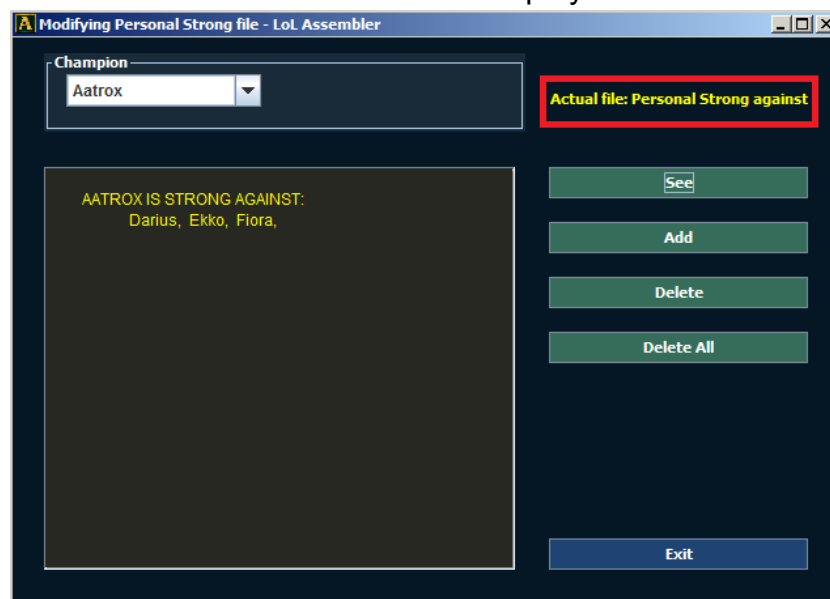 Modifying Personal Strong file - LoL Assembler
Champion
Aatrox
Actual file: Personal Strong against
AATROX IS STRONG AGAINST:
Darius, Ekko, Fiora,
See
Add
Delete
Delete All
Exit